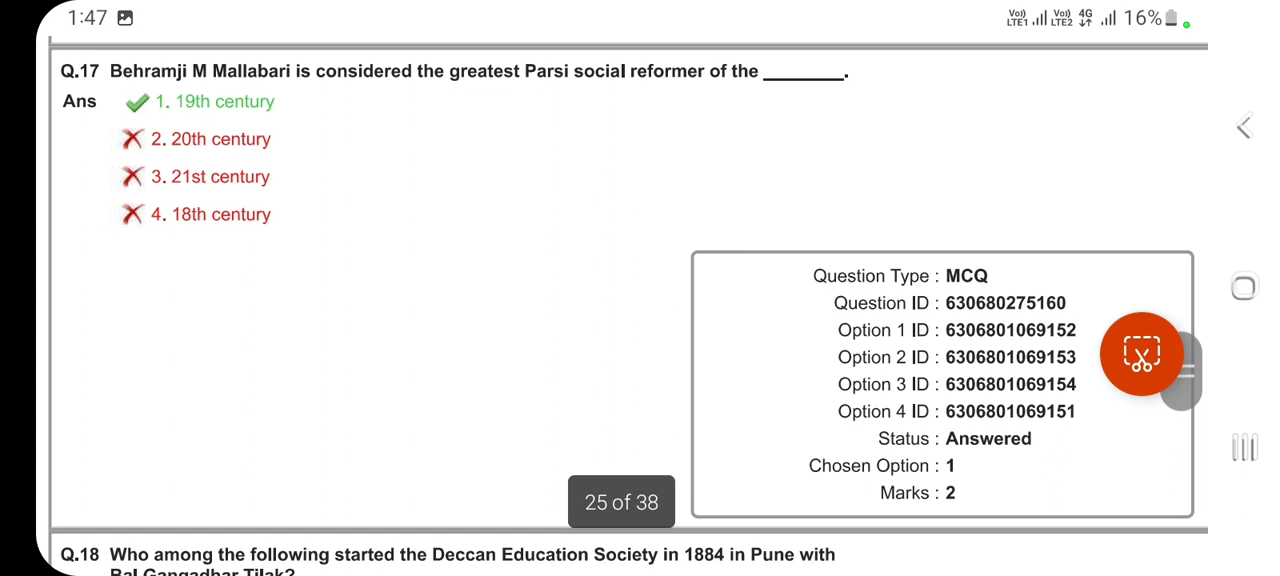 1:47
Vo)) LTE1 Vo)) LTE2 4G 16%
Q.17 Behramji M Mallabari is considered the greatest Parsi social reformer of the ________.
Ans 1. 19th century
2. 20th century
3. 21st century
4. 18th century
Question Type : MCQ
Question ID : 630680275160
Option 1 ID : 6306801069152
Option 2 ID : 6306801069153
Option 3 ID : 6306801069154
Option 4 ID : 6306801069151
Status : Answered
Chosen Option : 1
Marks : 2
25 of 38
Q.18 Who among the following started the Deccan Education Society in 1884 in Pune with
Bal Gangadhar Tilak?